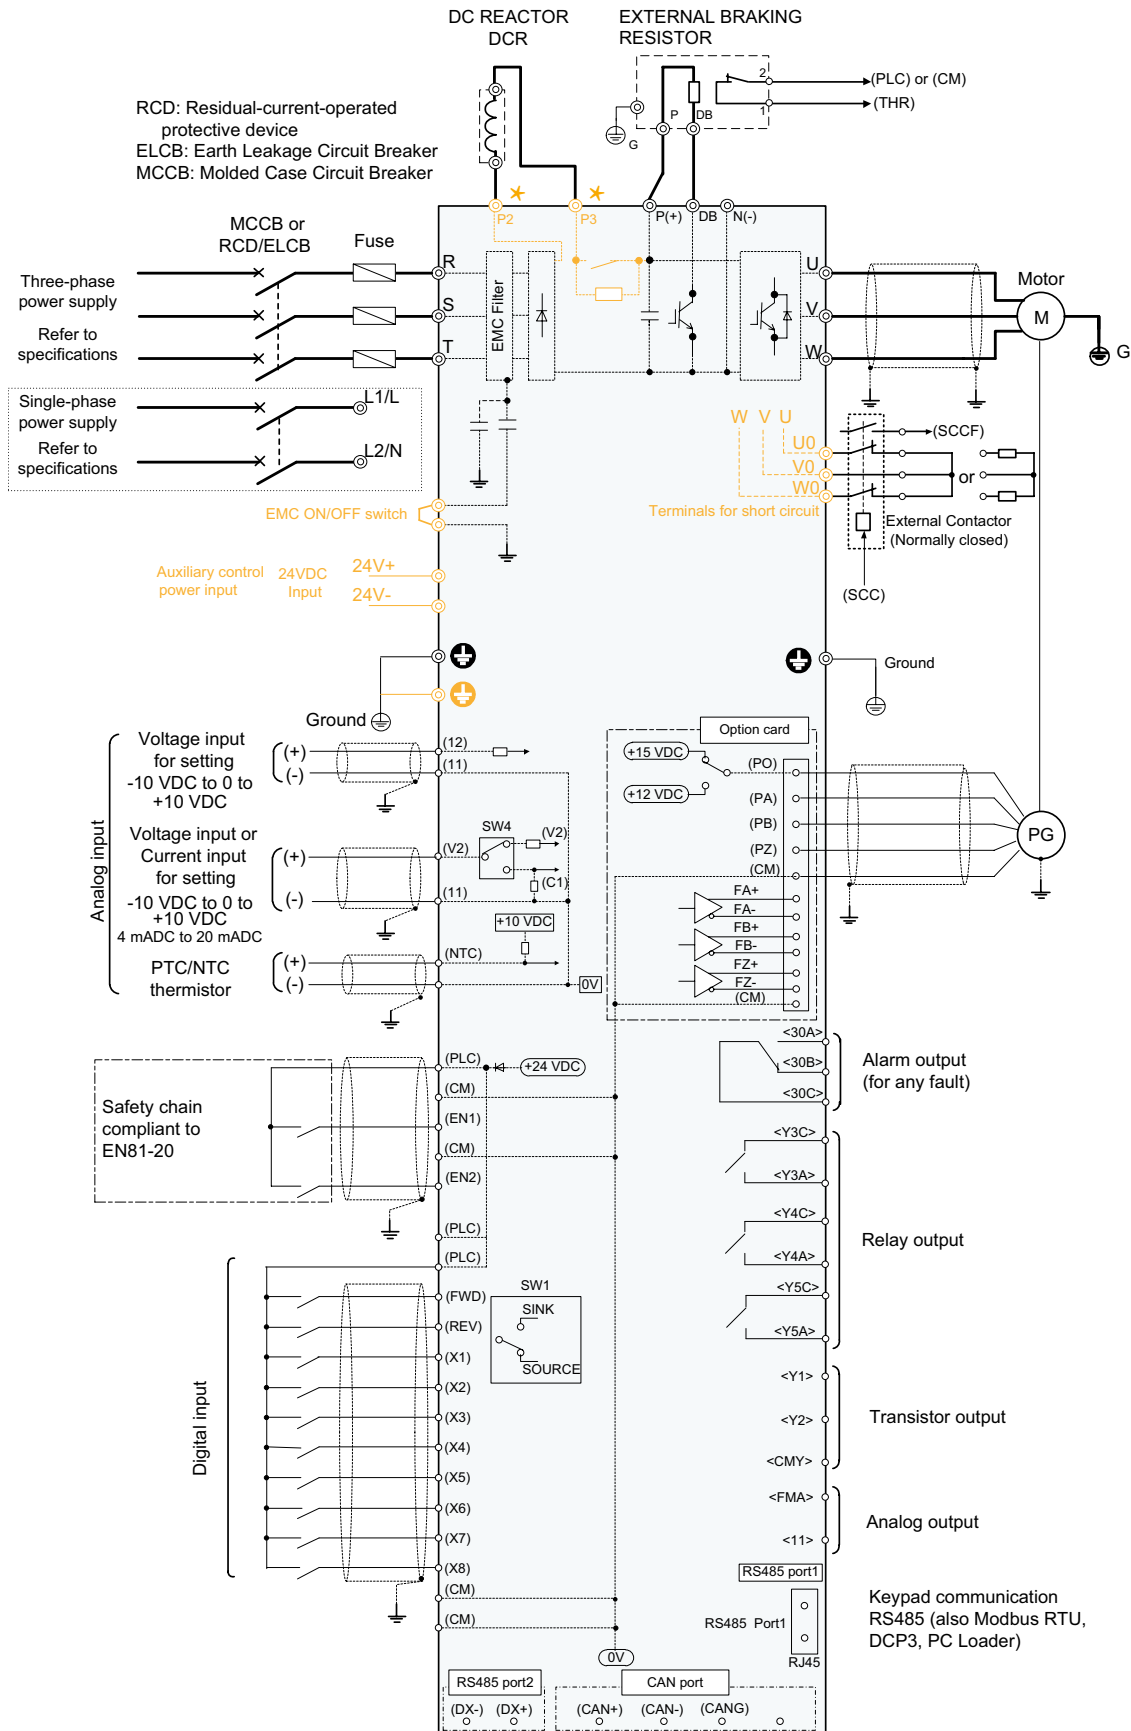 DC REACTOR
DCR
EXTERNAL BRAKING
RESISTOR
2
(PLC) or (CM)
1
(THR)
P
DB
G
RCD: Residual-current-operated
protective device
ELCB: Earth Leakage Circuit Breaker
MCCB: Molded Case Circuit Breaker
P2
P3
P(+)
DB
N(-)
MCCB or
RCD/ELCB
Fuse
Three-phase
power supply
Refer to
specifications
R
S
T
EMC Filter
U
V
W
Motor
M
G
Single-phase
power supply
Refer to
specifications
L1/L
L2/N
W V U
U0
V0
W0
Terminals for short circuit
(SCCF)
or
External Contactor
(Normally closed)
(SCC)
EMC ON/OFF switch
Auxiliary control
power input
24VDC
Input
24V+
24V-
Ground
Ground
Analog input
Voltage input
for setting
-10 VDC to 0 to
+10 VDC
(+)
(-)
(12)
(11)
Voltage input or
Current input
for setting
-10 VDC to 0 to
+10 VDC
4 mADC to 20 mADC
(+)
(-)
(V2)
(11)
SW4
(V2)
(C1)
+10 VDC
PTC/NTC
thermistor
(+)
(-)
(NTC)
0V
Option card
+15 VDC
+12 VDC
(PO)
(PA)
(PB)
(PZ)
(CM)
FA+
FA-
FB+
FB-
FZ+
FZ-
(CM)
PG
Safety chain
compliant to
EN81-20
(PLC)
+24 VDC
(CM)
(EN1)
(CM)
(EN2)
(PLC)
(PLC)
<30A>
<30B>
<30C>
Alarm output
(for any fault)
<Y3C>
<Y3A>
<Y4C>
<Y4A>
<Y5C>
<Y5A>
Relay output
Digital input
(FWD)
(REV)
(X1)
(X2)
(X3)
(X4)
(X5)
(X6)
(X7)
(X8)
(CM)
(CM)
SW1
SINK
SOURCE
<Y1>
<Y2>
<CMY>
Transistor output
<FMA>
<11>
Analog output
RS485 port1
RS485 Port1
RJ45
Keypad communication
RS485 (also Modbus RTU,
DCP3, PC Loader)
0V
RS485 port2
(DX-) (DX+)
CAN port
(CAN+) (CAN-) (CANG)